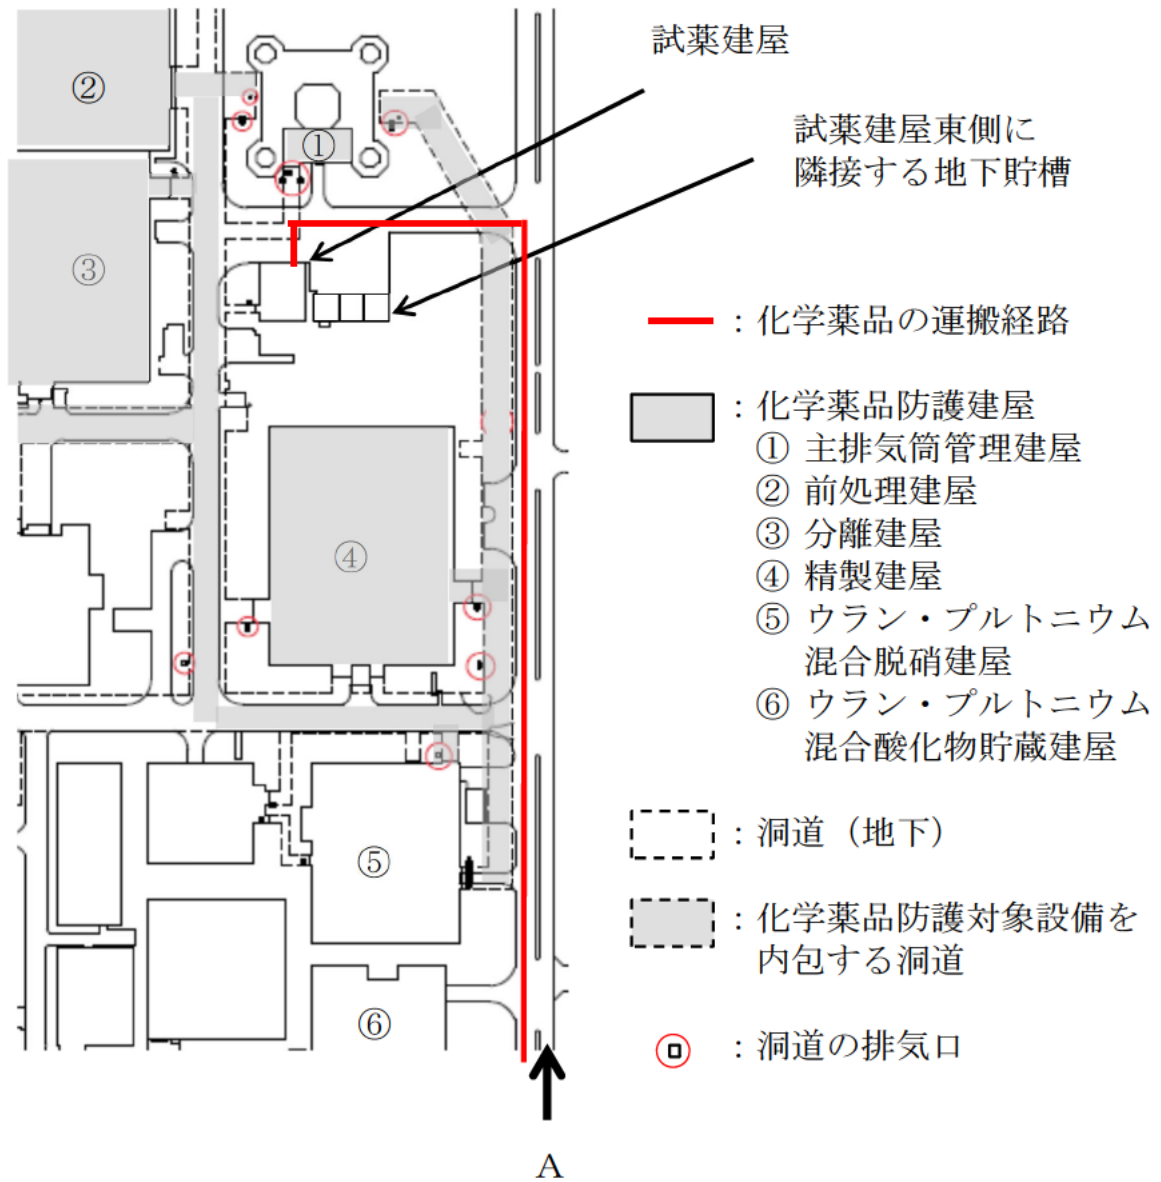 試薬建屋
試薬建屋東側に
隣接する地下貯槽
②
①
③
④
⑤
⑥
A
：化学薬品の運搬経路
：化学薬品防護建屋
① 主排気筒管理建屋
② 前処理建屋
③ 分離建屋
④ 精製建屋
⑤ ウラン・プルトニウム
混合脱硝建屋
⑥ ウラン・プルトニウム
混合酸化物貯蔵建屋
：洞道（地下）
：化学薬品防護対象設備を
内包する洞道
：洞道の排気口